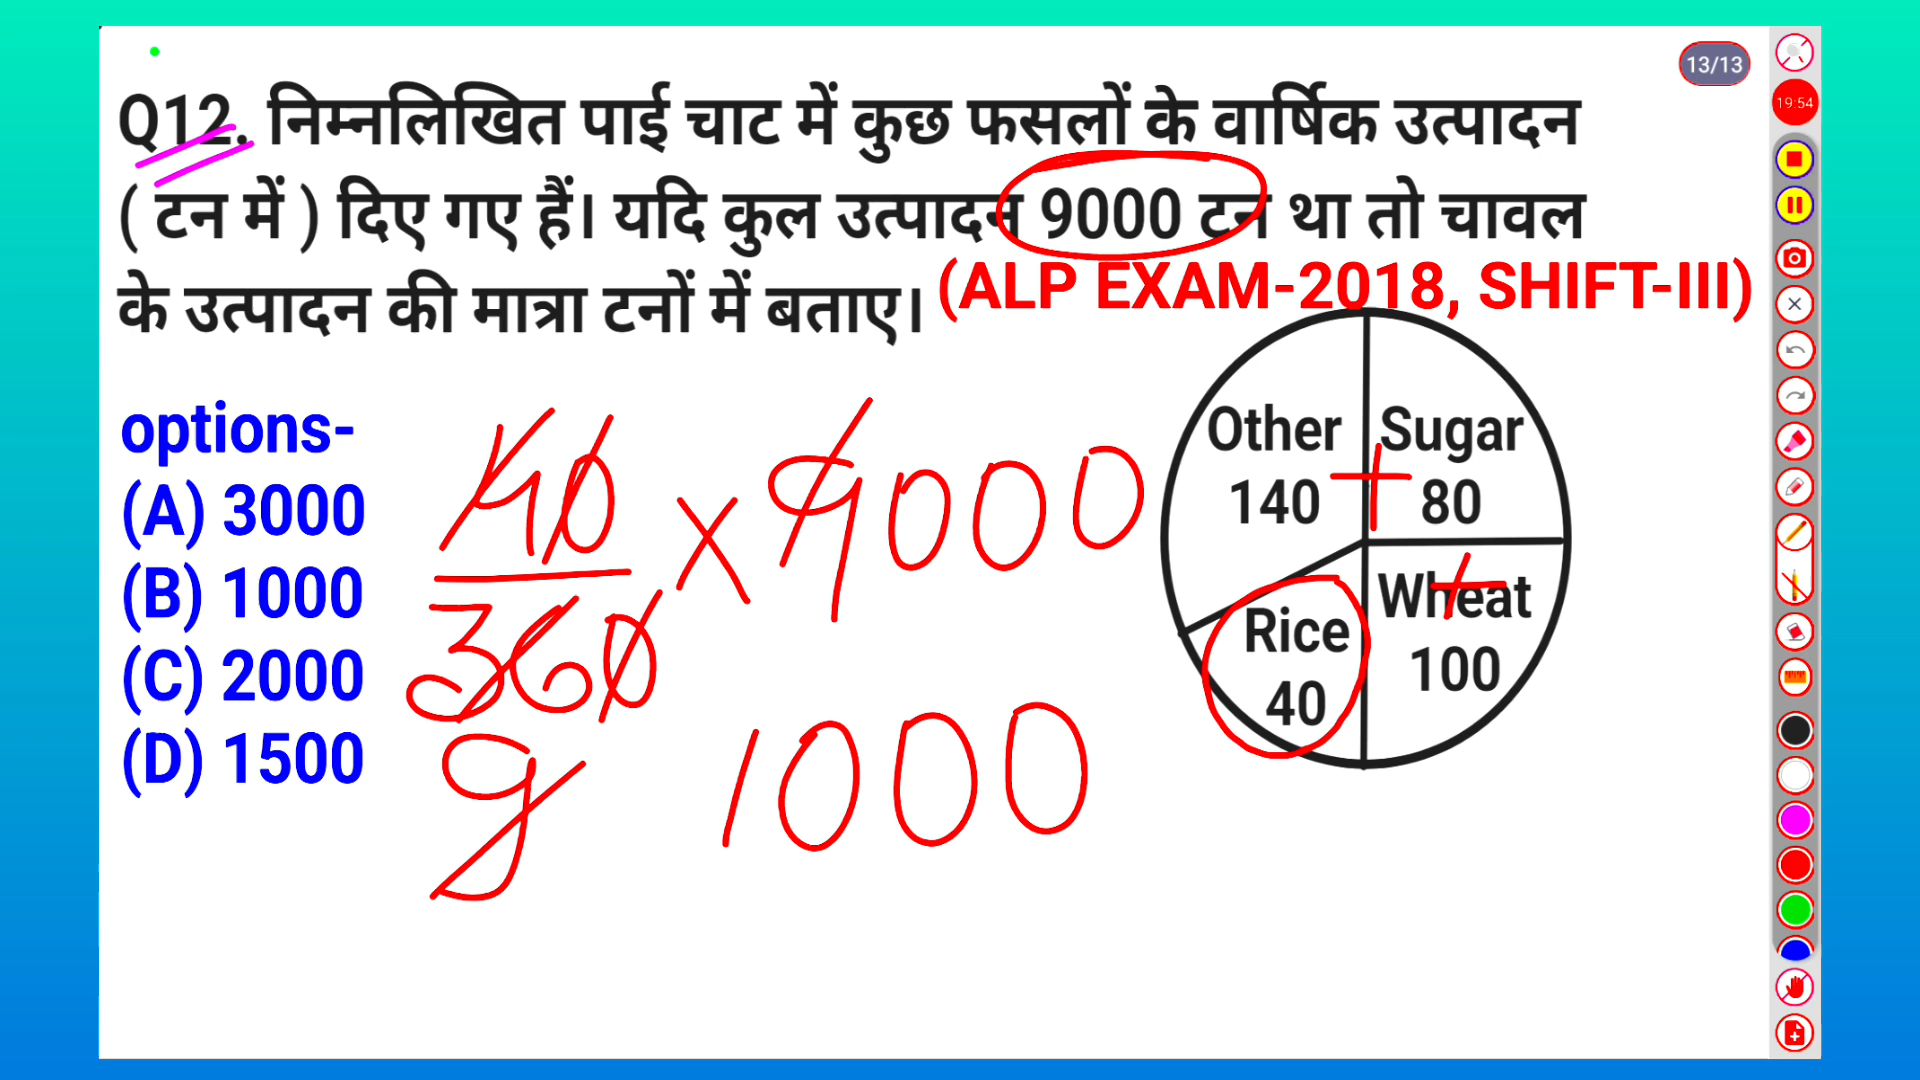 13/13
19:54
Q12. निम्नलिखित पाई चाट में कुछ फसलों के वार्षिक उत्पादन
( टन में ) दिए गए हैं। यदि कुल उत्पादन 9000 टन था तो चावल
के उत्पादन की मात्रा टनों में बताए।
(ALP EXAM-2018, SHIFT-III)
options-
(A) 3000
(B) 1000
(C) 2000
(D) 1500
40 × 9000
360
9
1000
Other
140
Sugar
80
Rice
40
Wheat
100